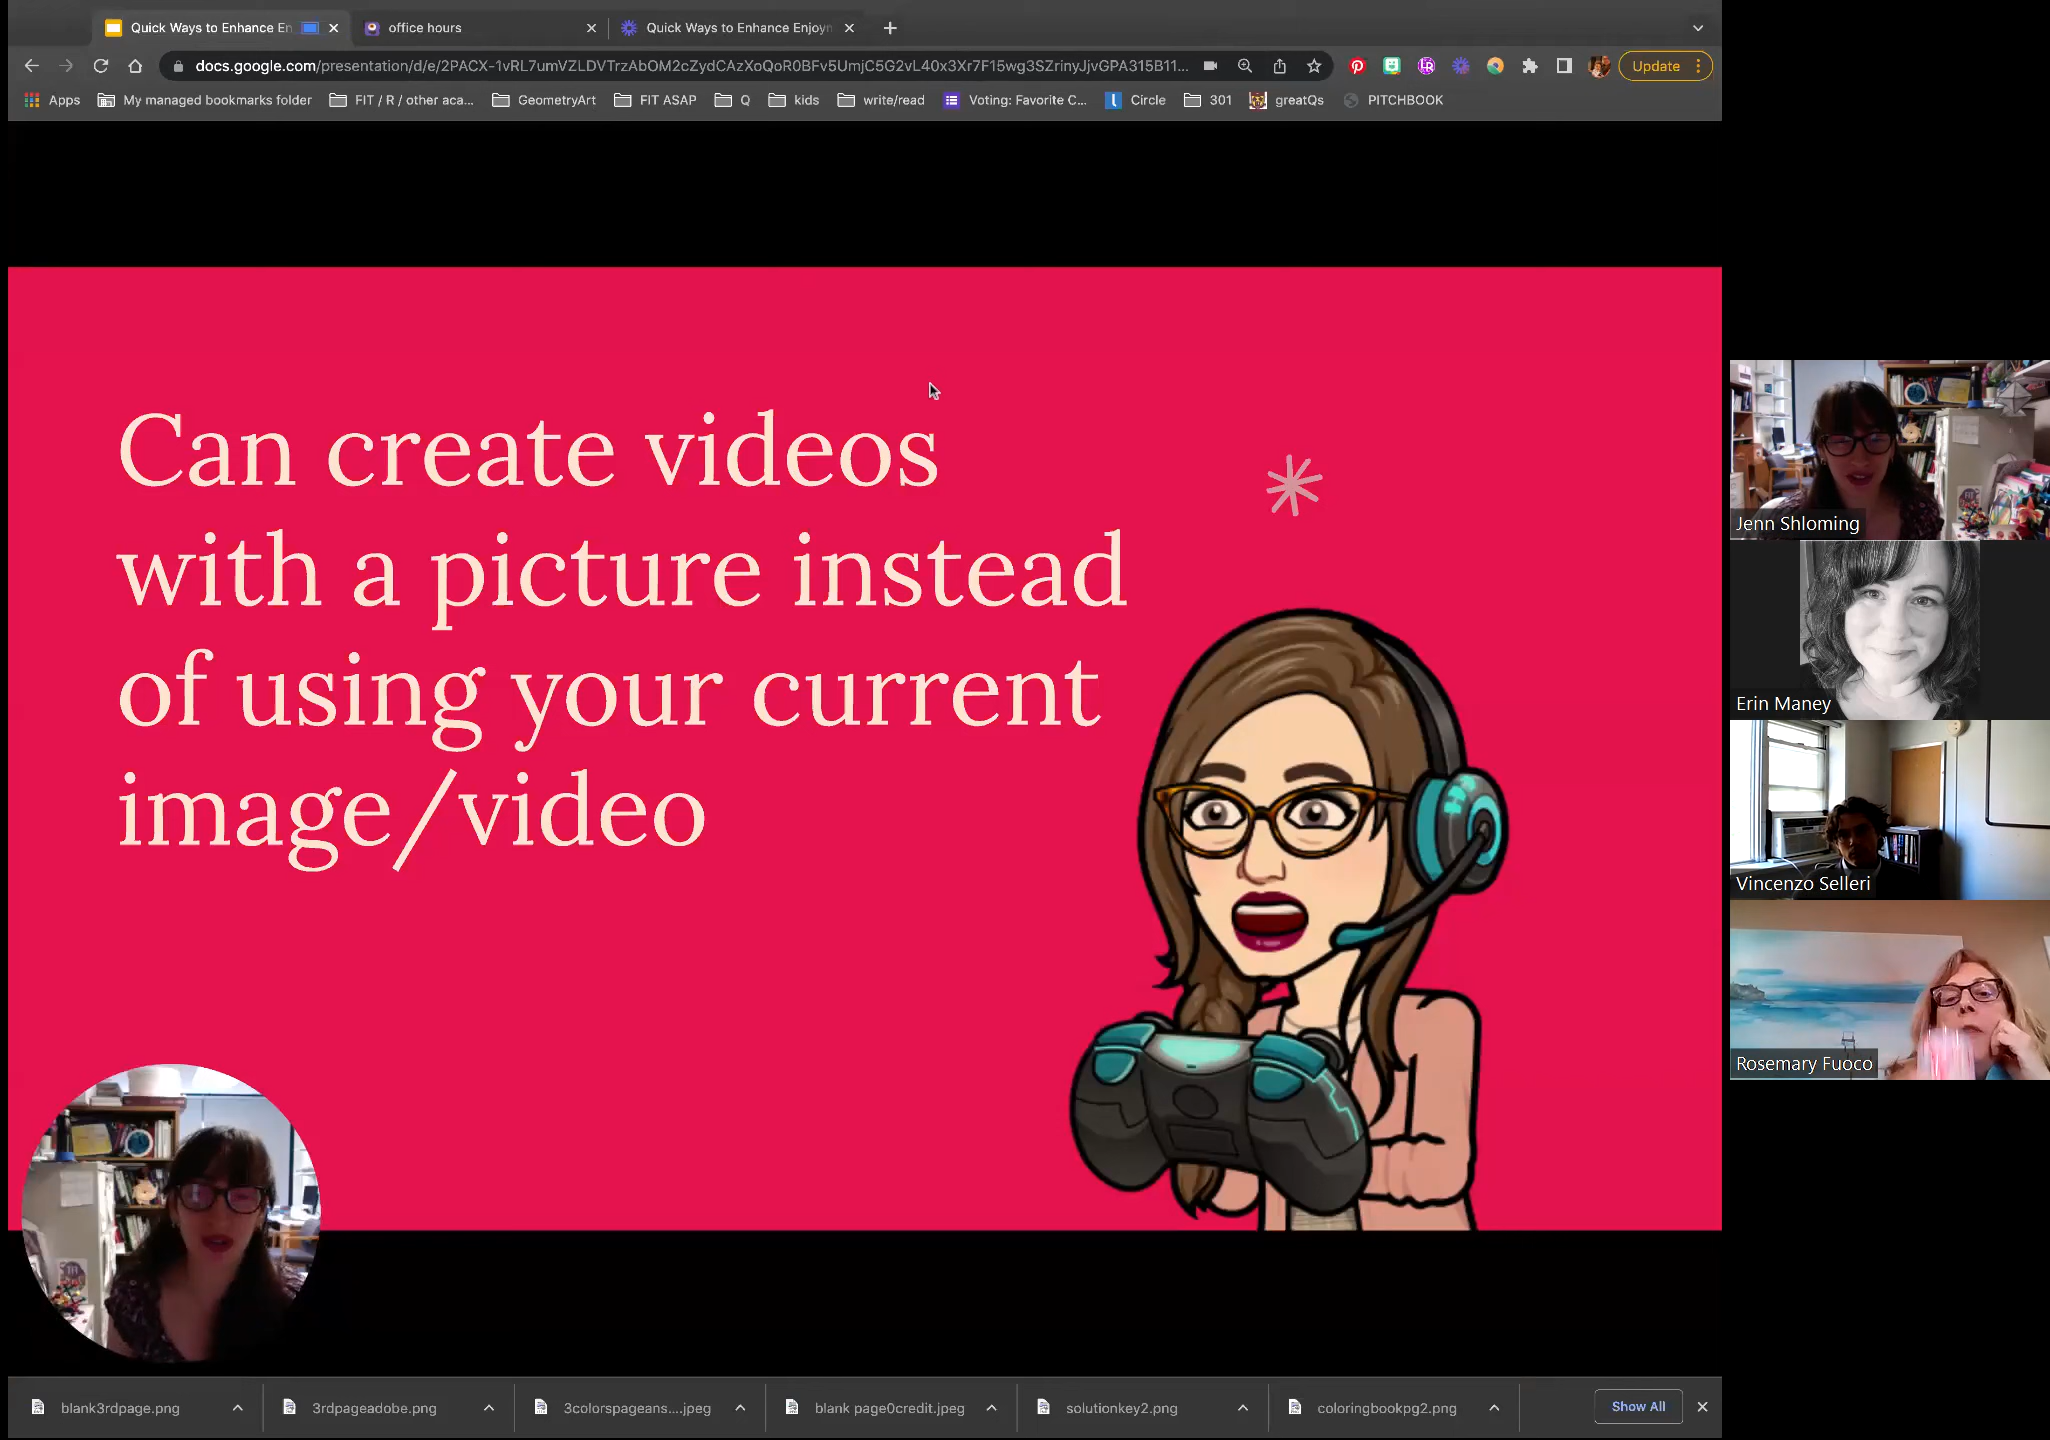 Quick Ways to Enhance En
office hours
Quick Ways to Enhance Enjoyn
docs.google.com/presentation/d/e/2PACX-1vRL7umVZLDVTrzAbOM2cZydCAzXoQoR0BFv5UmjC5G2vL40x3Xr7F15wg3SZrinyJjvGPA315B11...
Update
Apps
My managed bookmarks folder
FIT / R / other aca...
GeometryArt
FIT ASAP
Q
kids
write/read
Voting: Favorite C...
Circle
301
greatQs
PITCHBOOK
Can create videos
with a picture instead
of using your current
image/video
Jenn Shloming
Erin Maney
Vincenzo Selleri
Rosemary Fuoco
blank3rdpage.png
3rdpageadobe.png
3colorspageans....jpeg
blank page0credit.jpeg
solutionkey2.png
coloringbookpg2.png
Show All